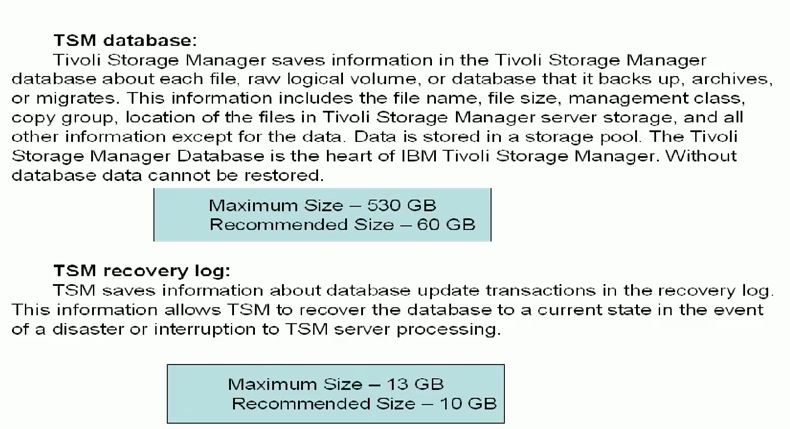 TSM database:
Tivoli Storage Manager saves information in the Tivoli Storage Manager
database about each file, raw logical volume, or database that it backs up, archives,
or migrates. This information includes the file name, file size, management class,
copy group, location of the files in Tivoli Storage Manager server storage, and all
other information except for the data. Data is stored in a storage pool. The Tivoli
Storage Manager Database is the heart of IBM Tivoli Storage Manager. Without
database data cannot be restored.
Maximum Size – 530 GB
Recommended Size – 60 GB
TSM recovery log:
TSM saves information about database update transactions in the recovery log.
This information allows TSM to recover the database to a current state in the event
of a disaster or interruption to TSM server processing.
Maximum Size – 13 GB
Recommended Size – 10 GB